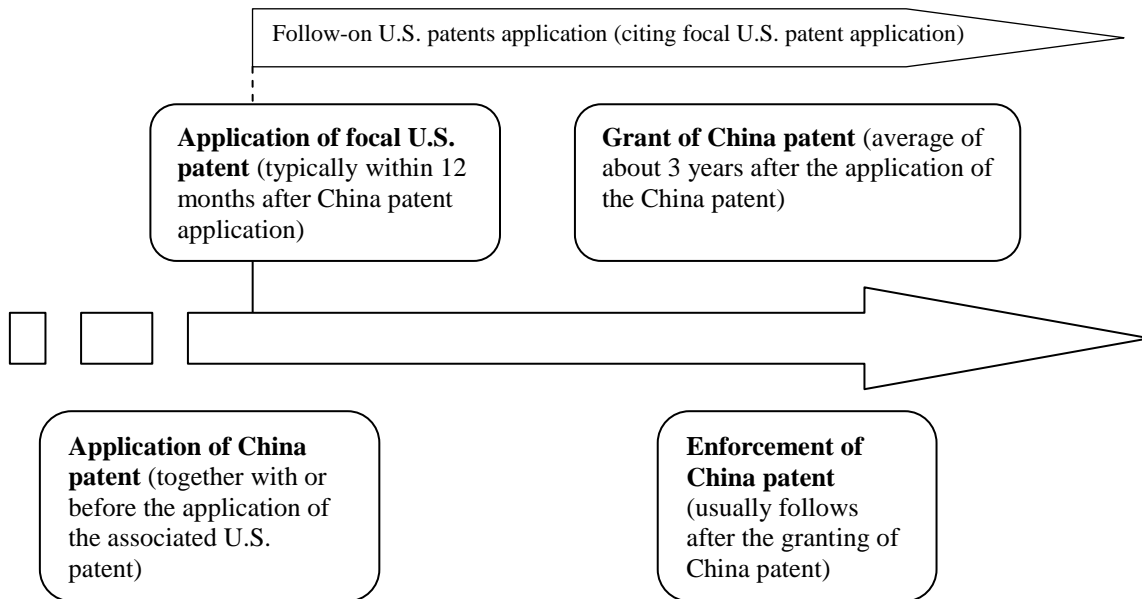 Follow-on U.S. patents application (citing focal U.S. patent application)
Application of focal U.S.
patent (typically within 12
months after China patent
application)
Grant of China patent (average of
about 3 years after the application of
the China patent)
Application of China
patent (together with or
before the application of
the associated U.S.
patent)
Enforcement of
China patent
(usually follows
after the granting of
China patent)